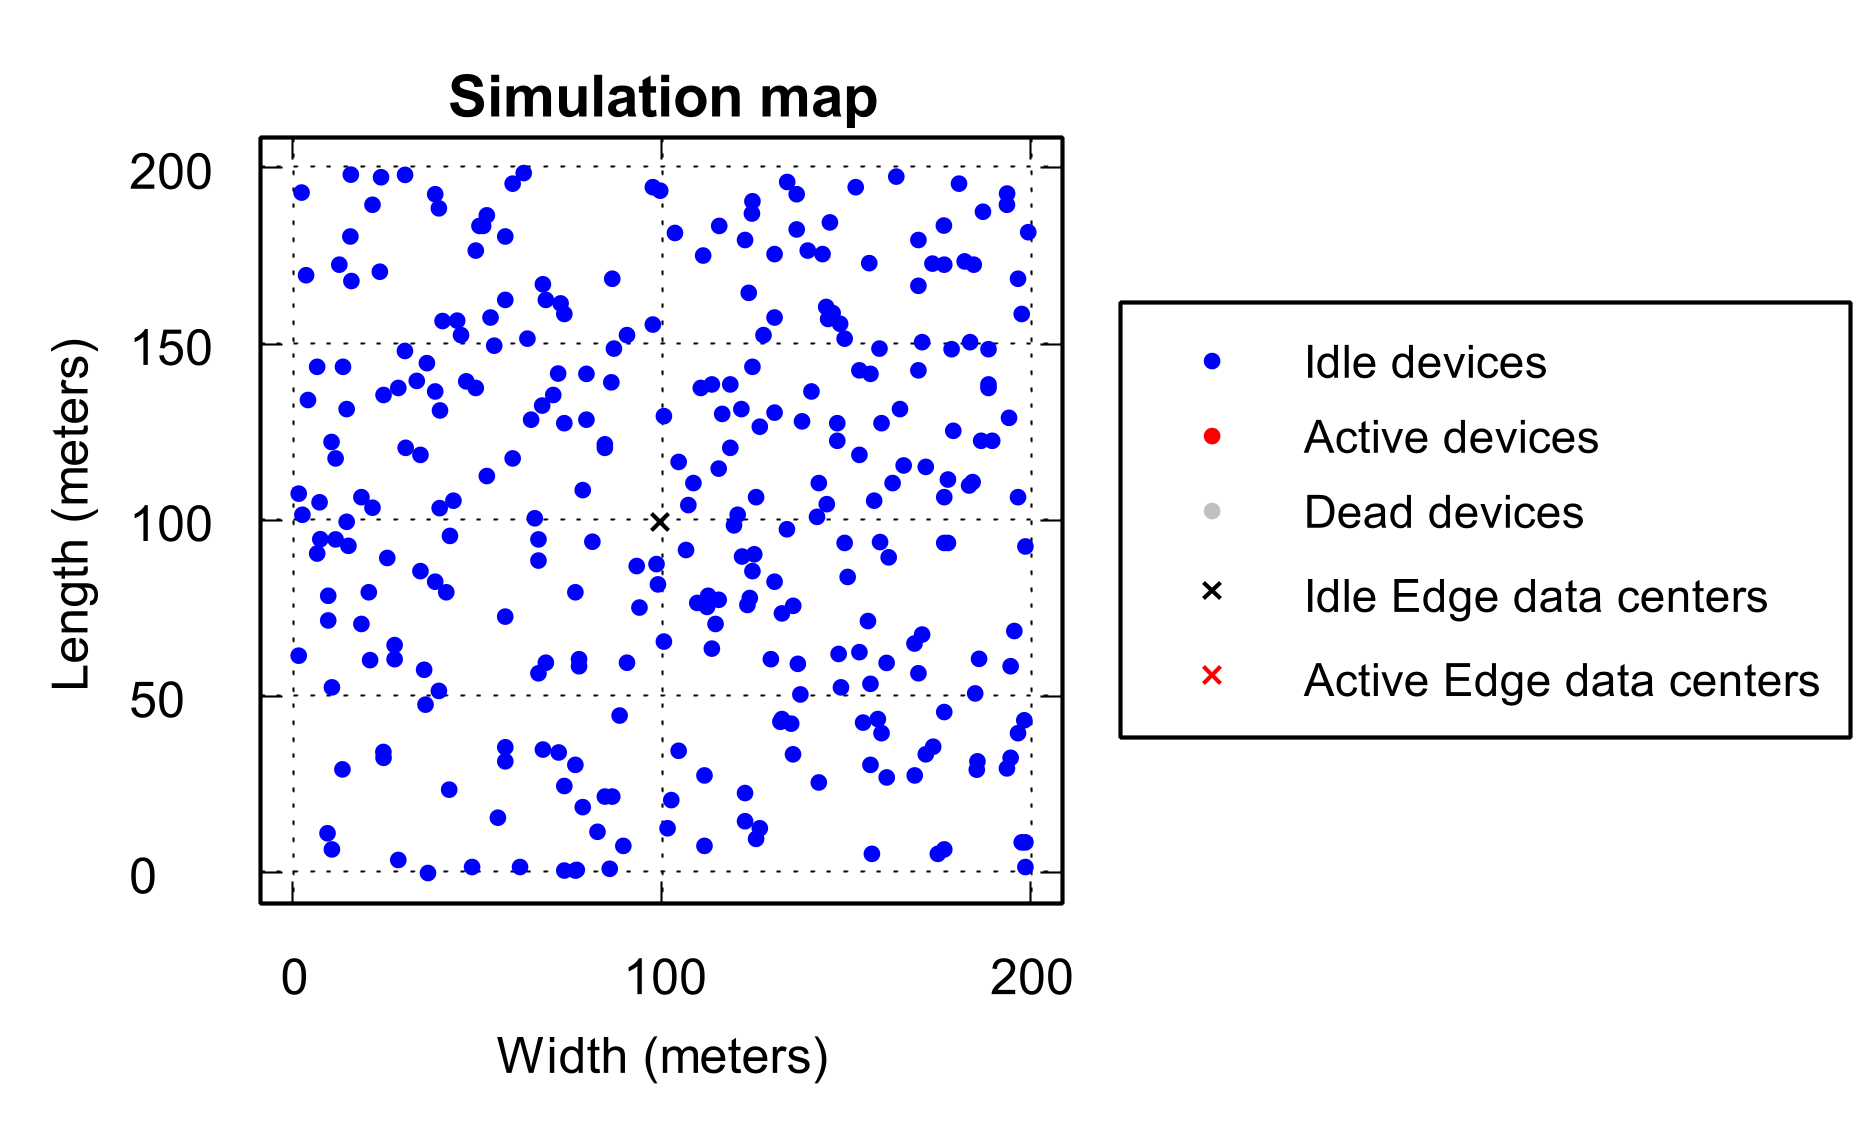 Simulation map
200
150
100
50
0
Length (meters)
0 100 200
Width (meters)
Idle devices
Active devices
Dead devices
Idle Edge data centers
Active Edge data centers